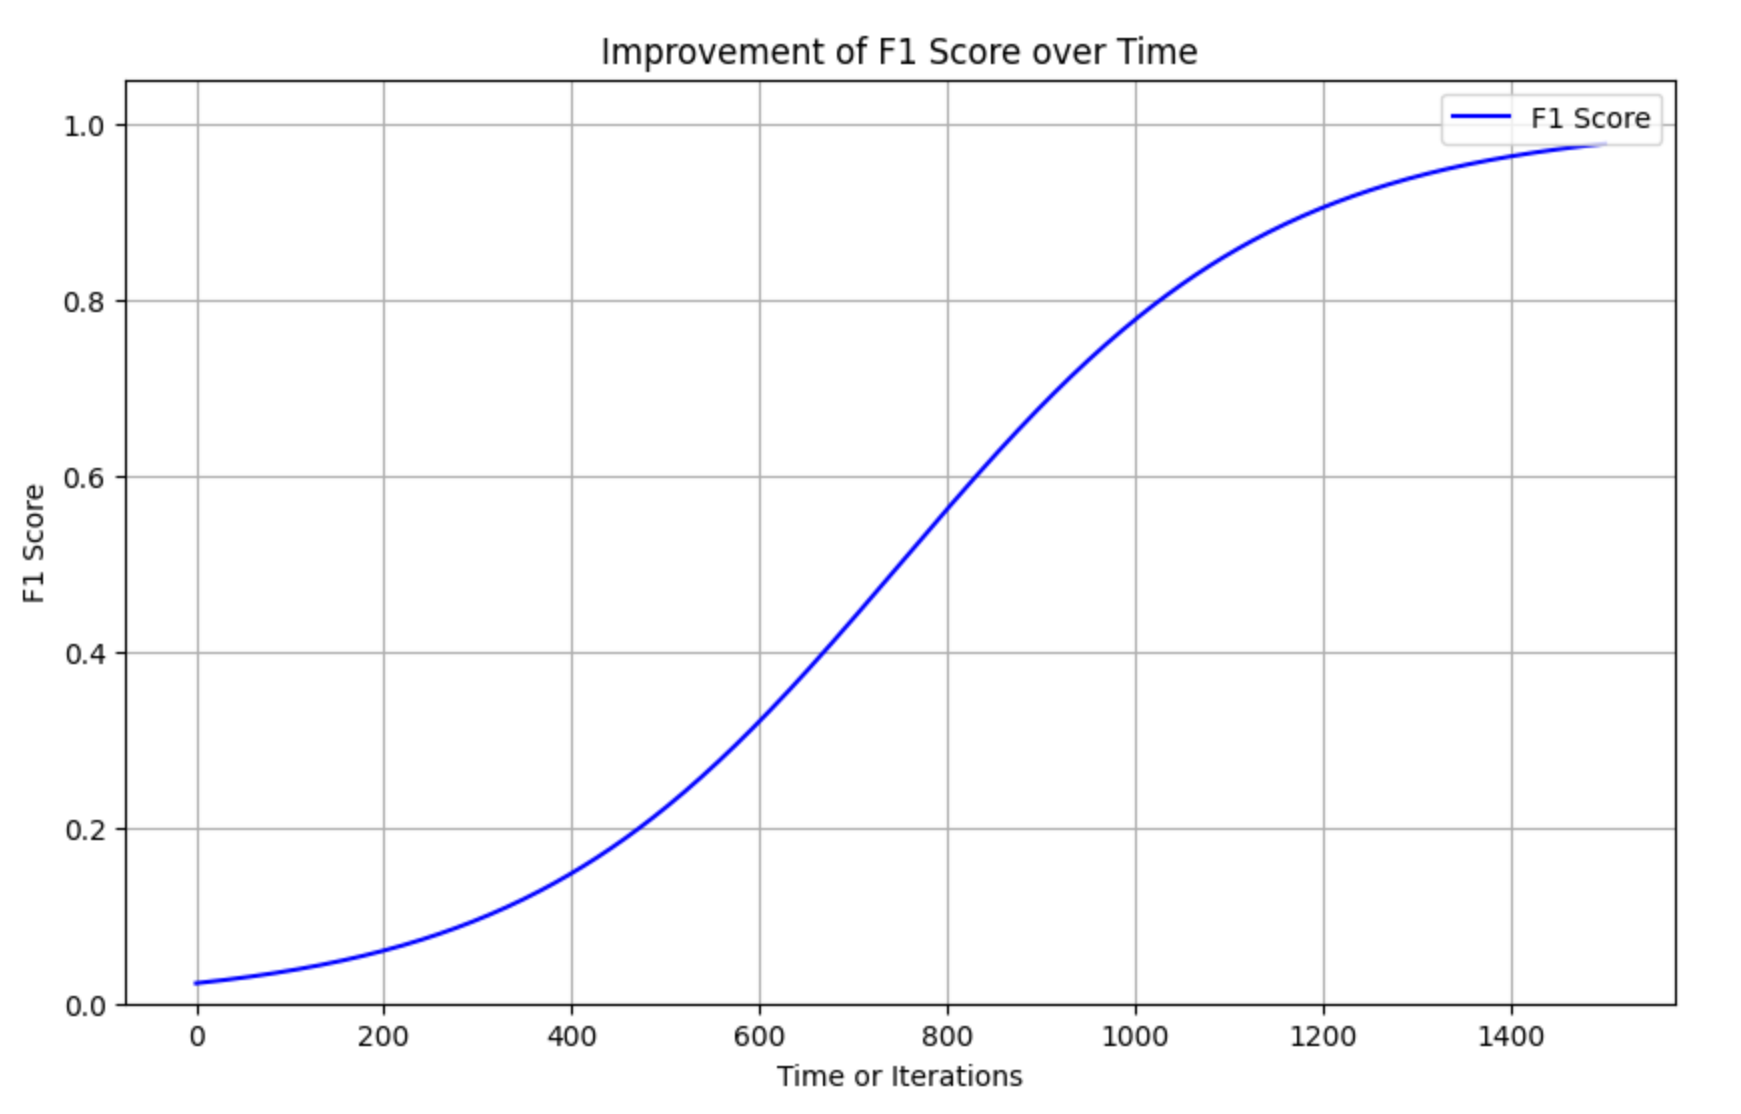 Improvement of F1 Score over Time
F1 Score
1.0
0.8
0.6
0.4
0.2
0.0
F1 Score
0 200 400 600 800 1000 1200 1400
Time or Iterations